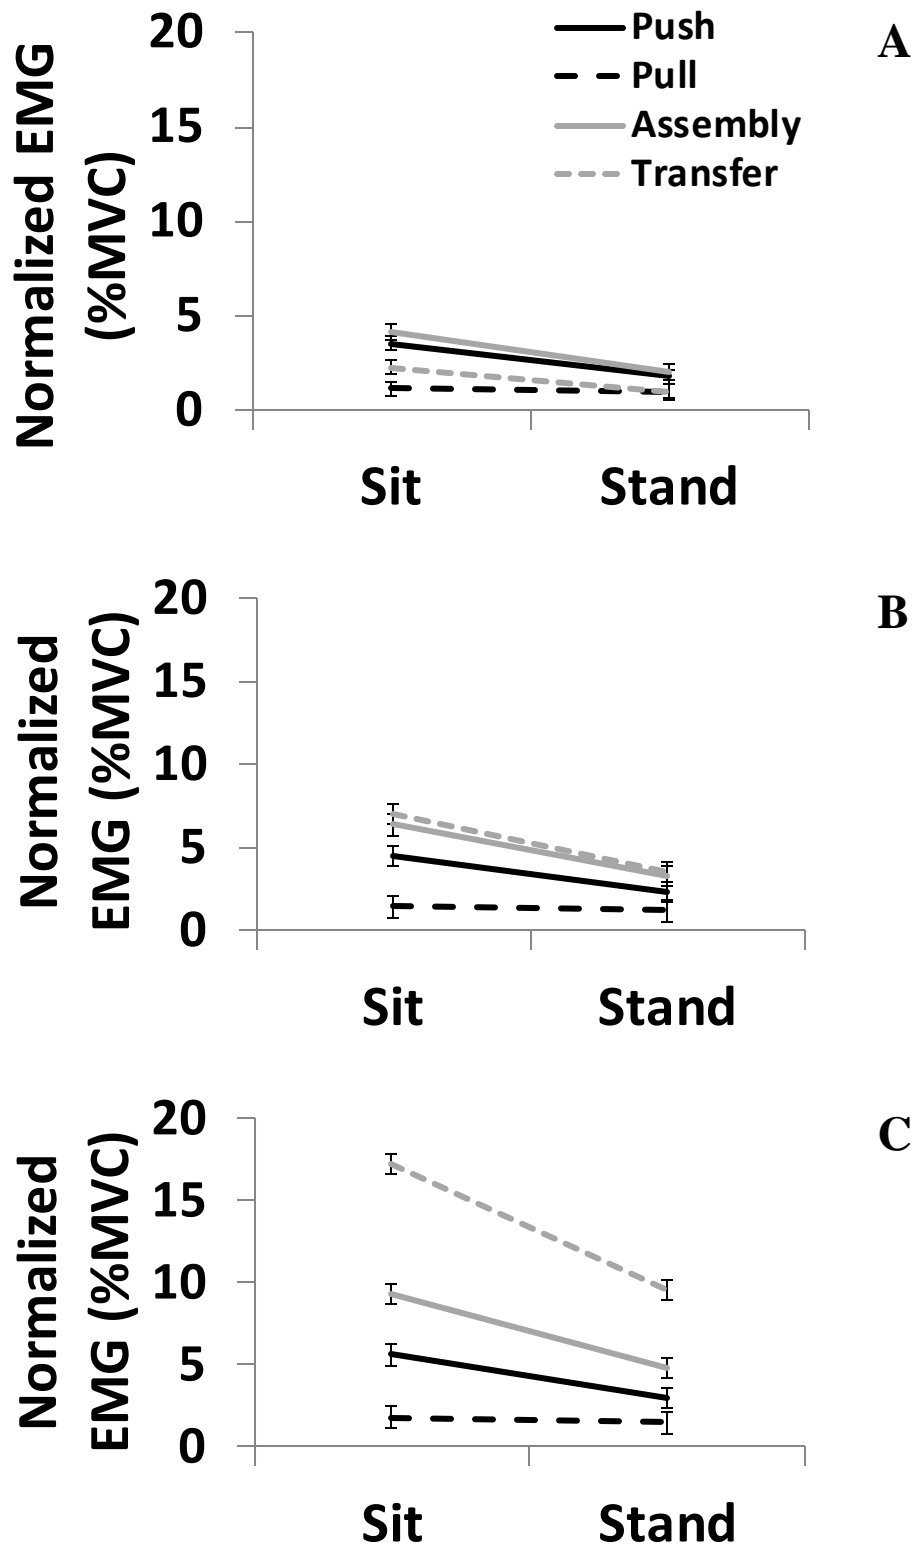 Normalized EMG
(%MVC)
20
15
10
5
0
Push
Pull
Assembly
Transfer
A
Sit
Stand
Normalized
EMG (%MVC)
20
15
10
5
0
B
Sit
Stand
Normalized
EMG (%MVC)
20
15
10
5
0
C
Sit
Stand